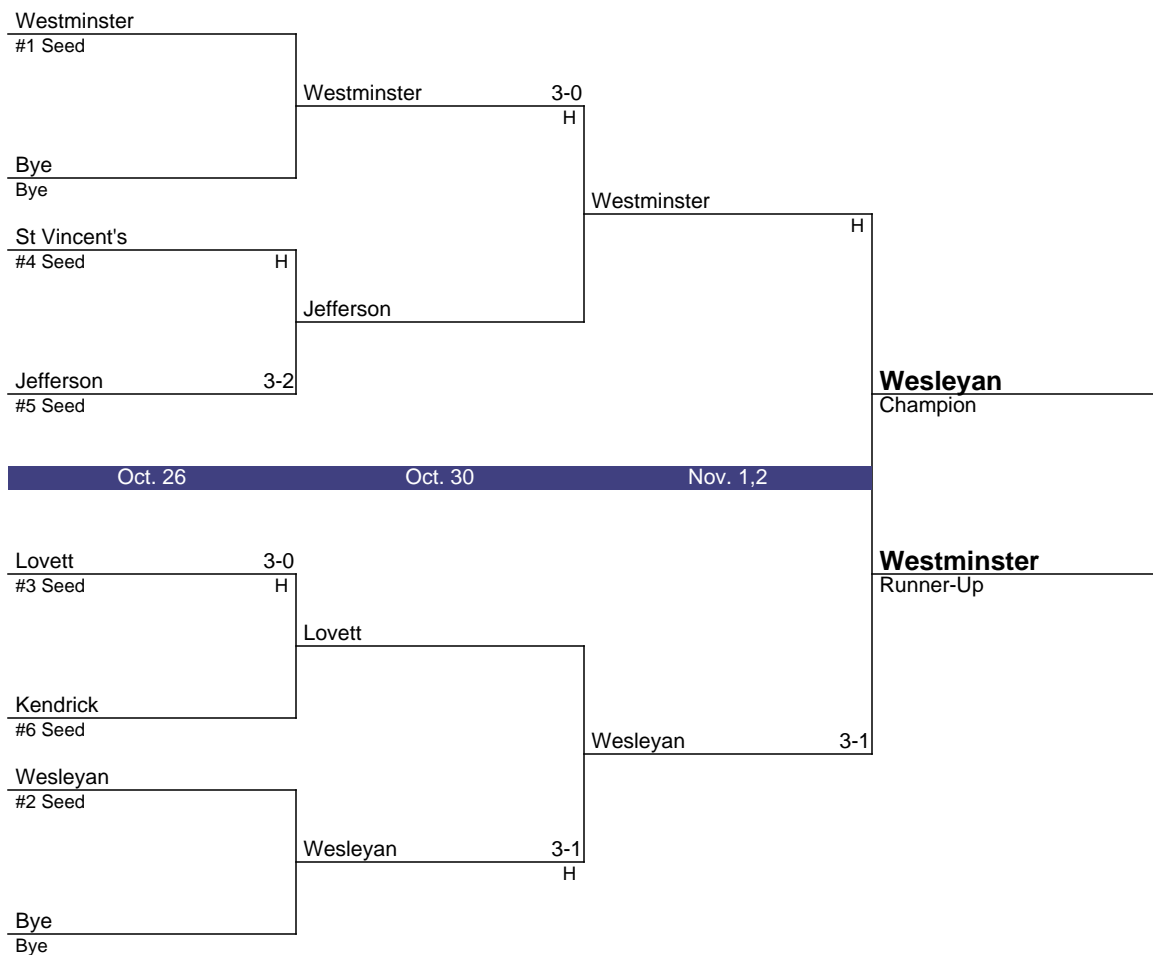 Westminster
#1 Seed
Westminster 3-0
H
Bye
Bye
Westminster
H
St Vincent's
#4 Seed H
Jefferson
Jefferson 3-2
#5 Seed
Wesleyan
Champion
Oct. 26 Oct. 30 Nov. 1,2
Lovett 3-0
#3 Seed H
Westminster
Runner-Up
Lovett
Kendrick
#6 Seed
Wesleyan 3-1
Wesleyan
#2 Seed
Wesleyan 3-1
H
Bye
Bye